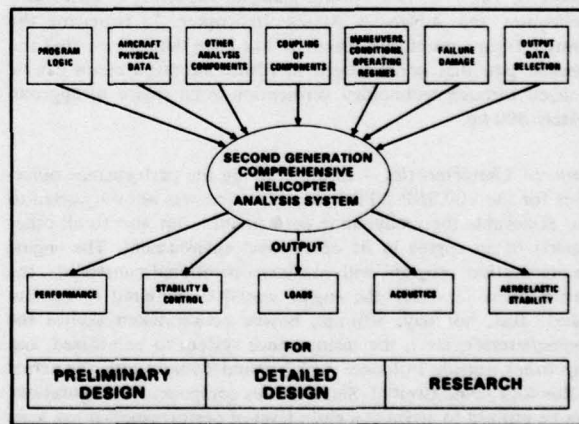 PROGRAM
LOGIC
AIRCRAFT
PHYSICAL
DATA
OTHER
ANALYSIS
COMPONENTS
COUPLING OF
COMPONENTS
MANEUVERS,
CONDITIONS,
OPERATING
REGIMES
FAILURE
DAMAGE
OUTPUT
DATA
SELECTION
SECOND GENERATION
COMPREHENSIVE
HELICOPTER
ANALYSIS SYSTEM
OUTPUT
PERFORMANCE
STABILITY &
CONTROL
LOADS
ACOUSTICS
AEROELASTIC
STABILITY
FOR
PRELIMINARY
DESIGN
DETAILED
DESIGN
RESEARCH